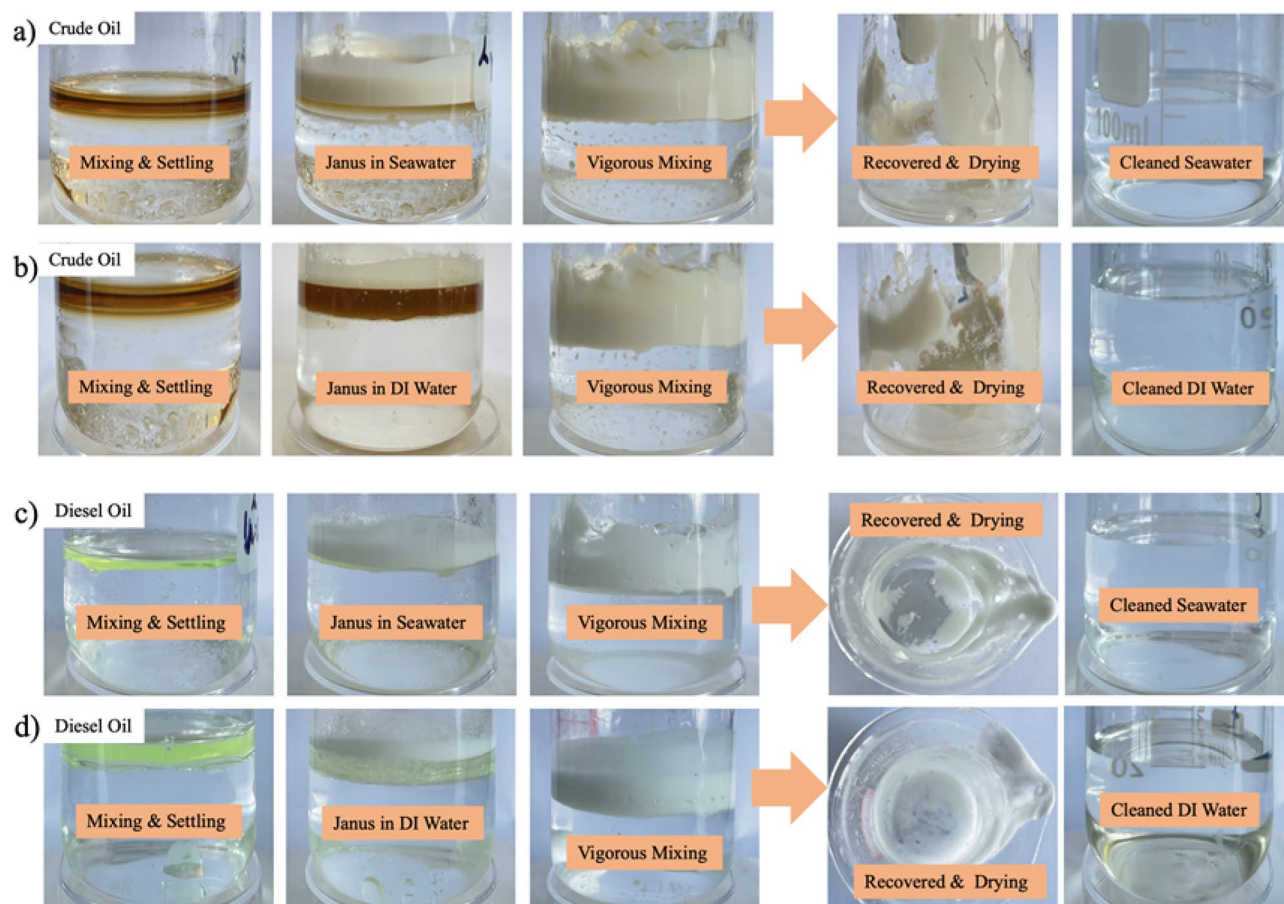 a)
Crude Oil
Mixing & Settling
Janus in Seawater
Vigorous Mixing
Recovered & Drying
100ml
Cleaned Seawater
b)
Crude Oil
Mixing & Settling
Janus in DI Water
Vigorous Mixing
Recovered & Drying
Cleaned DI Water
c)
Diesel Oil
Mixing & Settling
Janus in Seawater
Vigorous Mixing
Recovered & Drying
Cleaned Seawater
d)
Diesel Oil
Mixing & Settling
Janus in DI Water
Vigorous Mixing
Recovered & Drying
Cleaned DI Water